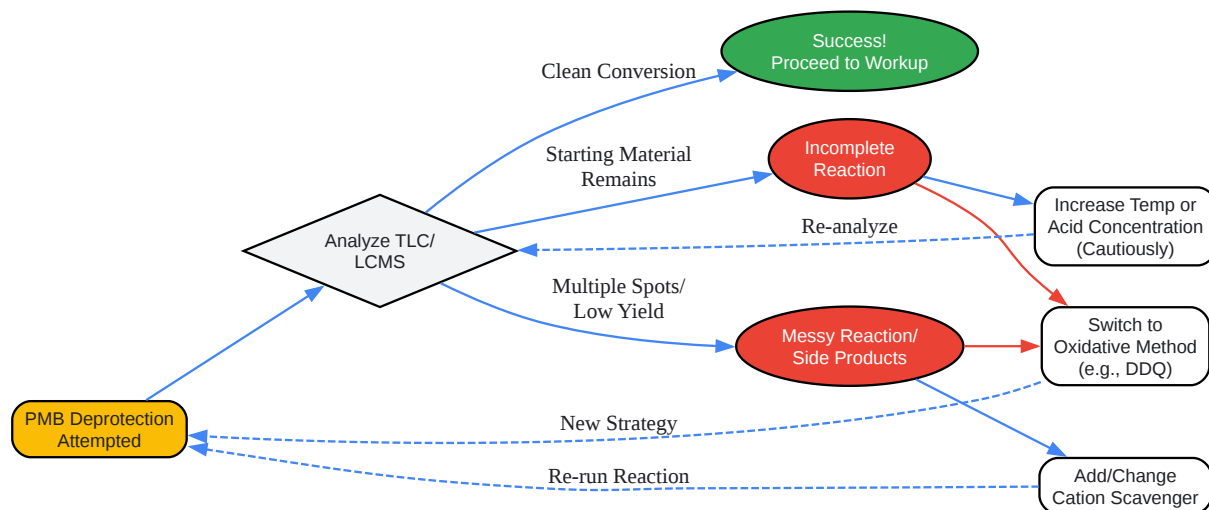 Success!
Proceed to Workup
Clean Conversion
Starting Material
Remains
Incomplete
Reaction
Increase Temp or
Acid Concentration
(Cautiously)
Re-analyze
Analyze TLC/
LCMS
Multiple Spots/
Low Yield
Messy Reaction/
Side Products
Switch to
Oxidative Method
(e.g., DDQ)
PMB Deprotection
Attempted
New Strategy
Re-run Reaction
Add/Change
Cation Scavenger